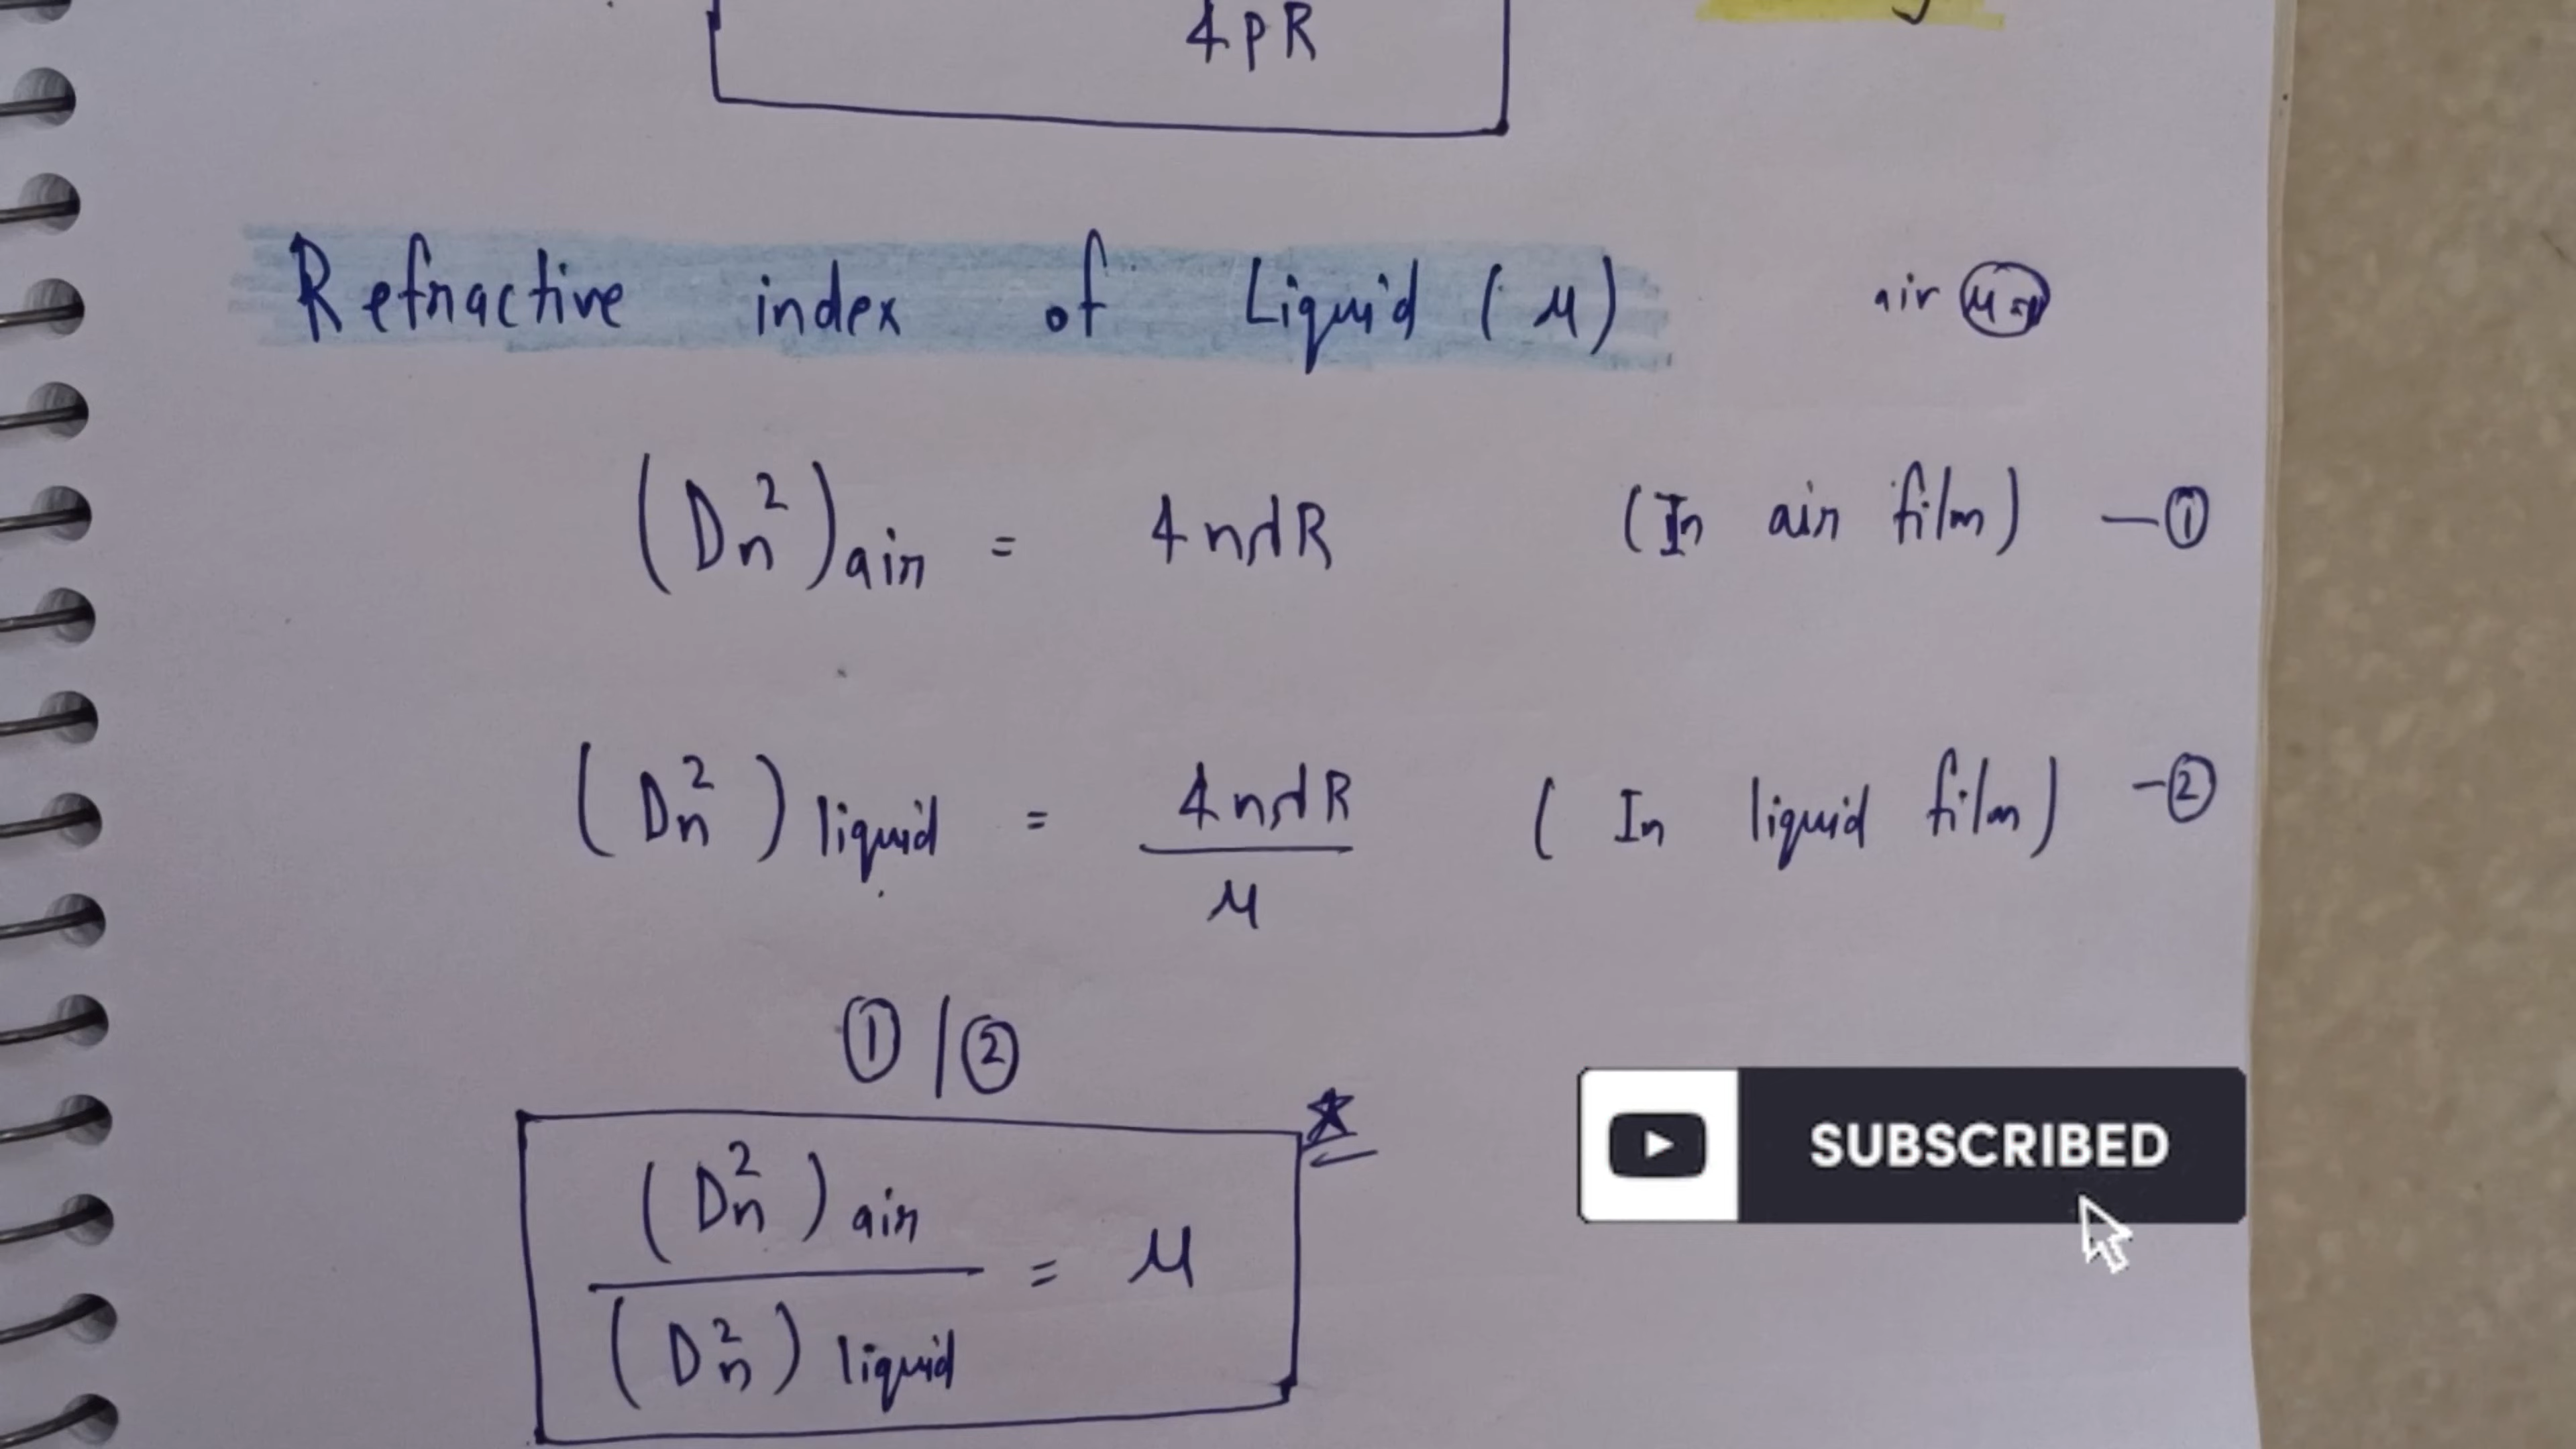 4pR
Refractive index of Liquid (μ)
air μ=1
(Dn²)air = 4nλR (In air film) —①
(Dn²)liquid = 4nλR / μ (In liquid film) -②
① / ②
(Dn²)air / (Dn²)liquid = μ
SUBSCRIBED